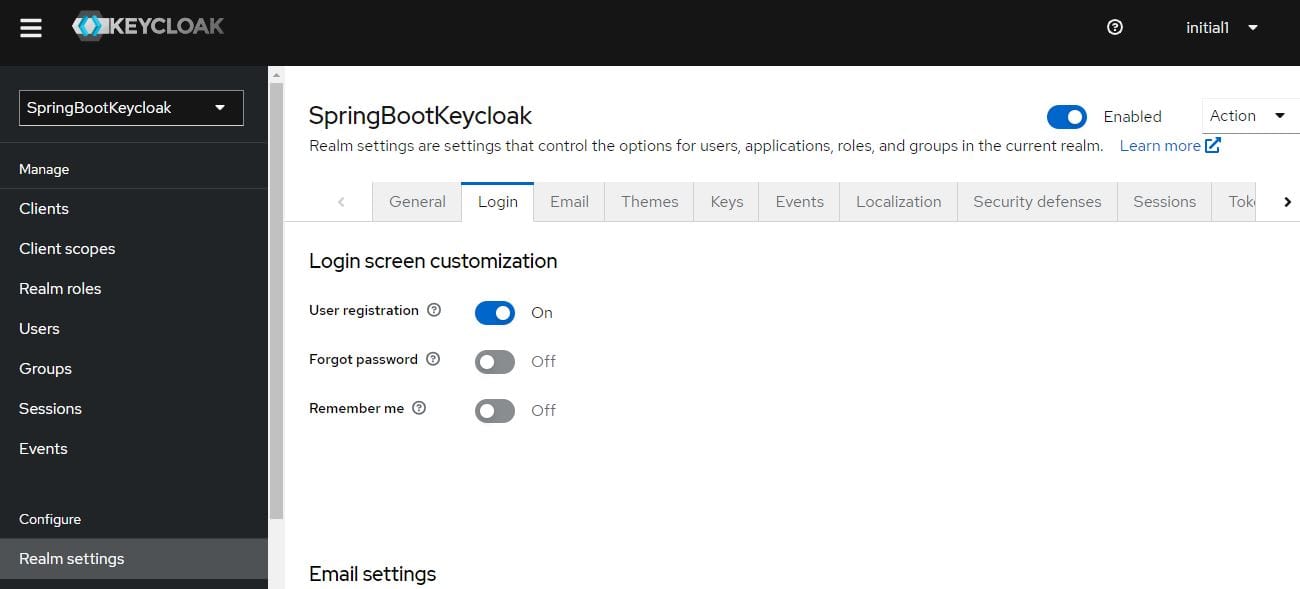 KEYCLOAK
initial1
SpringBootKeycloak
Manage
Clients
Client scopes
Realm roles
Users
Groups
Sessions
Events
Configure
Realm settings
SpringBootKeycloak
Enabled
Action
Realm settings are settings that control the options for users, applications, roles, and groups in the current realm. Learn more
General Login Email Themes Keys Events Localization Security defenses Sessions Tok
Login screen customization
User registration On
Forgot password Off
Remember me Off
Email settings